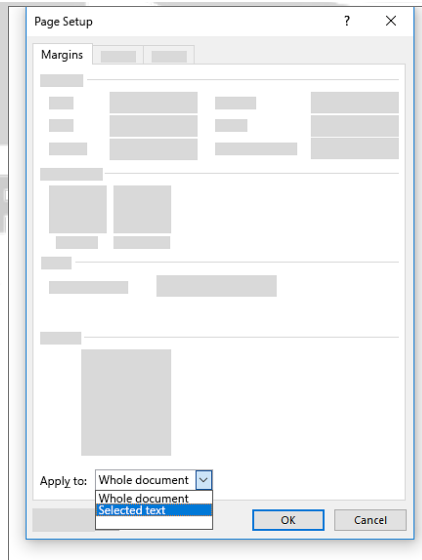 Page Setup ? ×
Margins
Apply to: Whole document
Whole document
Selected text
OK Cancel